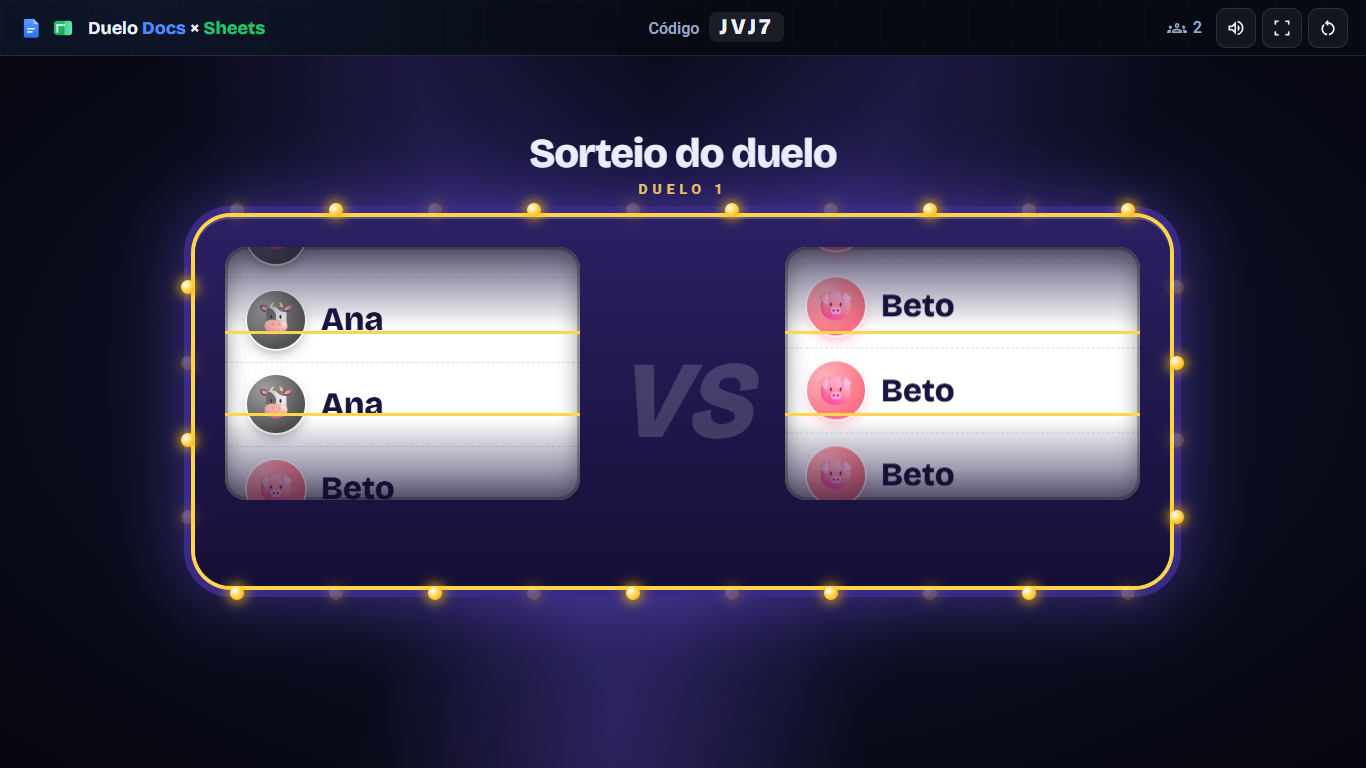 Duelo Docs × Sheets
Código JVJ7
2
Sorteio do duelo
DUELO 1
Ana
Ana
Beto
VS
Beto
Beto
Beto